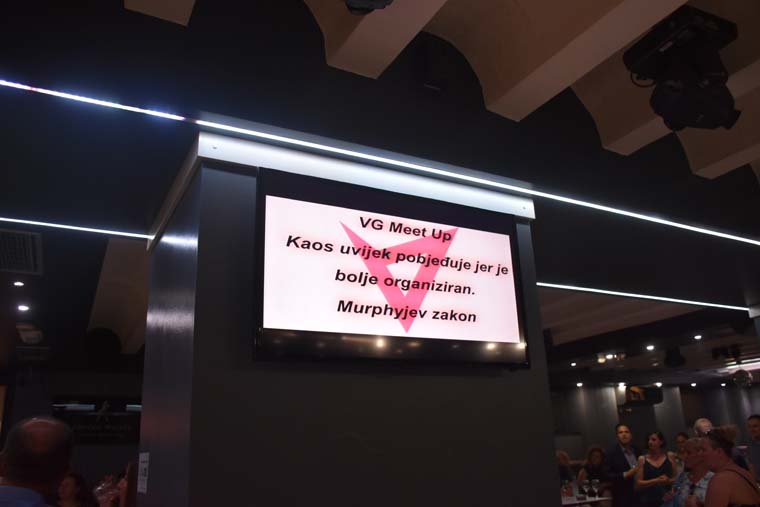 VG Meet Up
Kaos uvijek pobjeđuje jer je
bolje organiziran.
Murphyjev zakon